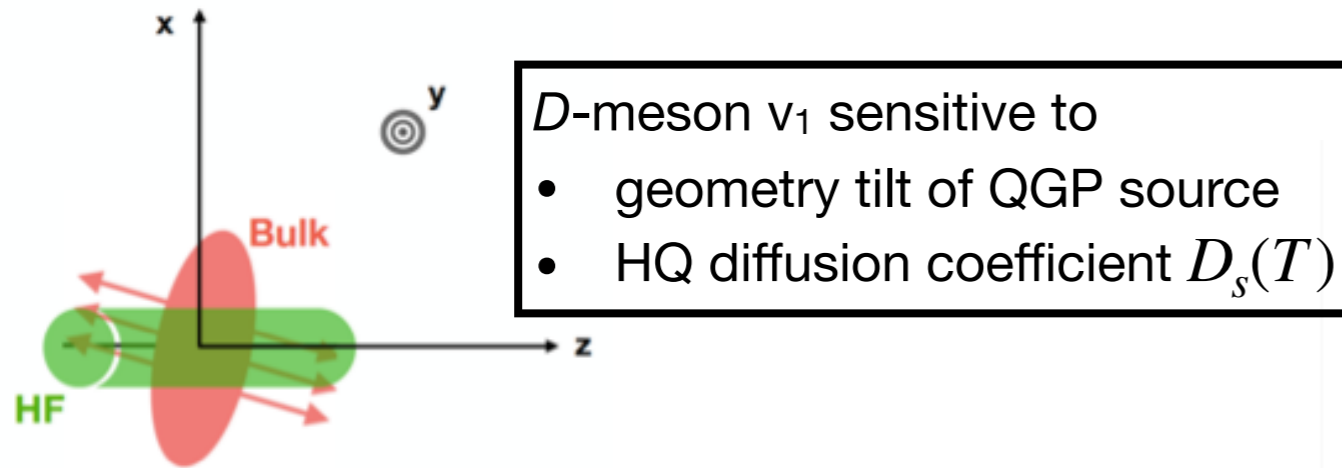 x
y
D-meson v₁ sensitive to
• geometry tilt of QGP source
Bulk
• HQ diffusion coefficient Dₛ(T)
z
HF